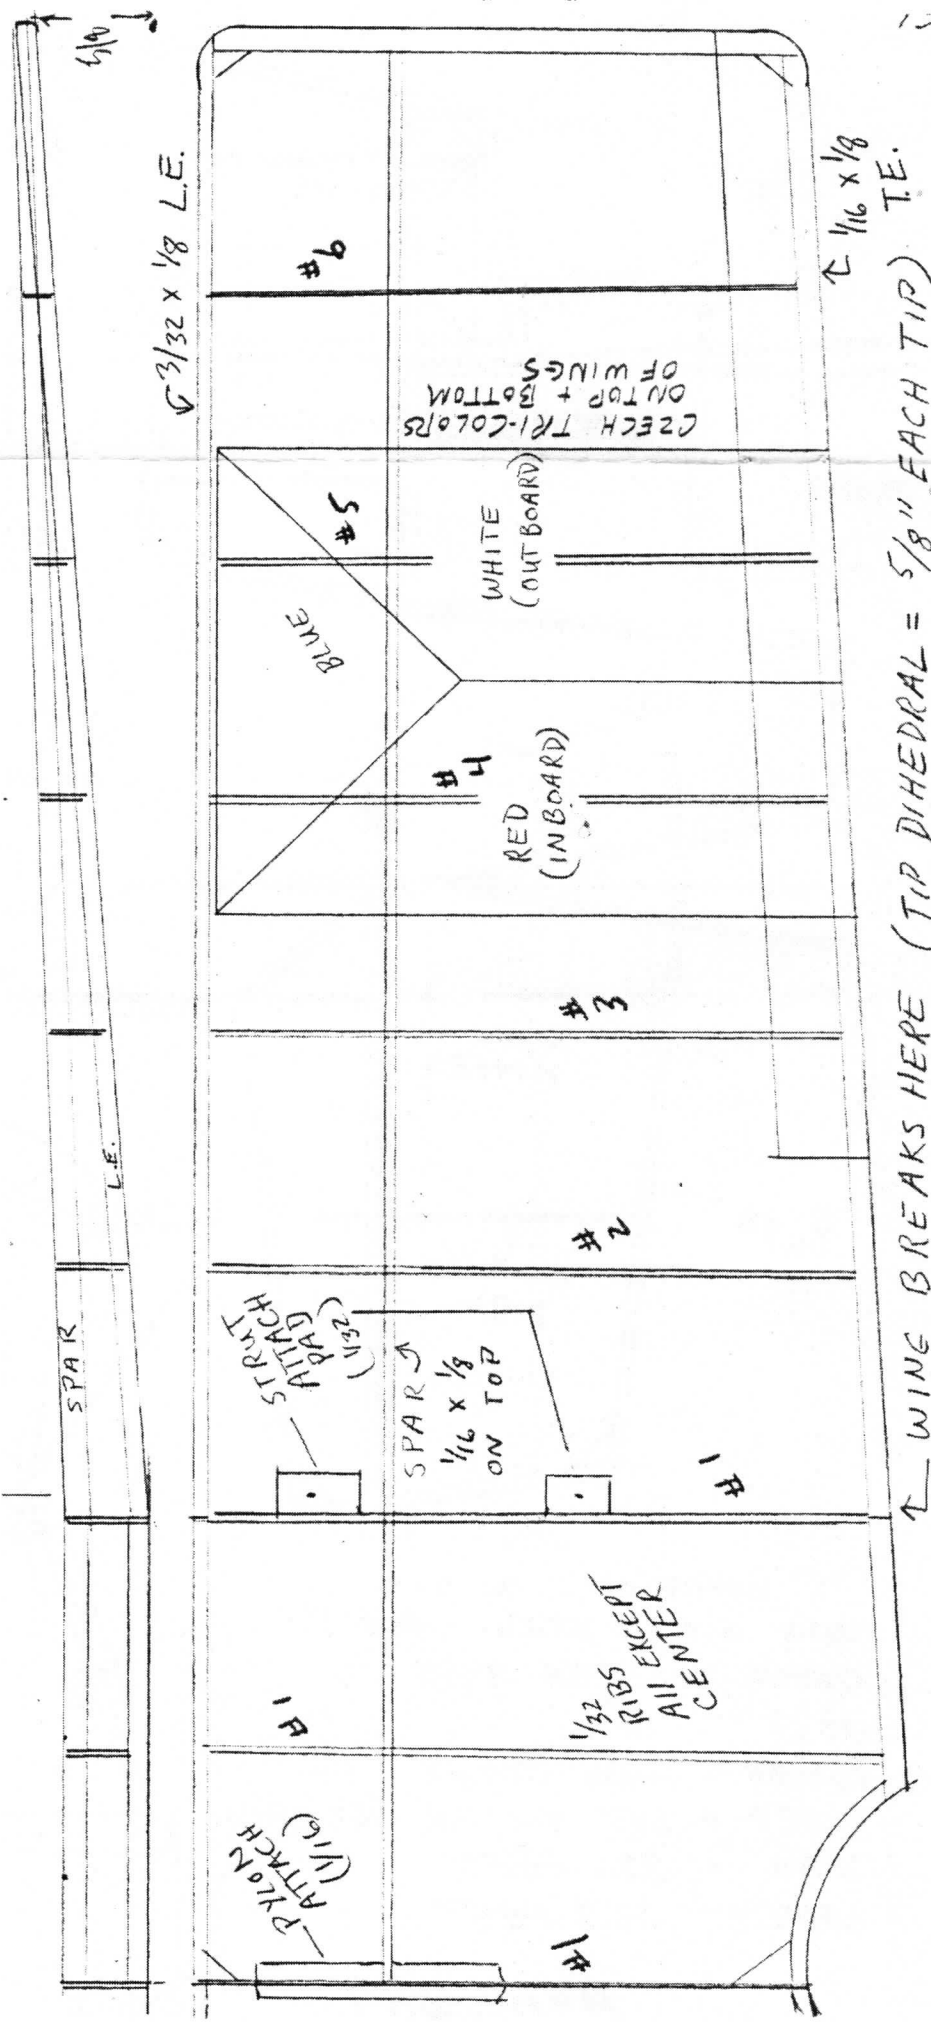 5/8
3/32 x 1/8 L.E.
1/16 x 1/8
T.E.
#6
CZECH TRI-COLORS
ON TOP + BOTTOM
OF WINGS
#5
BLUE
WHITE
(OUTBOARD)
#4
RED
(INBOARD)
#3
L.E.
#2
SPAR
STRUT
ATTACH
PAD
(1/32)
SPAR
1/16 x 1/8
ON TOP
#1
WING BREAKS HERE (TIP DIHEDRAL = 5/8" EACH TIP)
#1
1/32
RIBS
All EXCEPT
CENTER
PYLON
ATTACH
(1/16)
#1